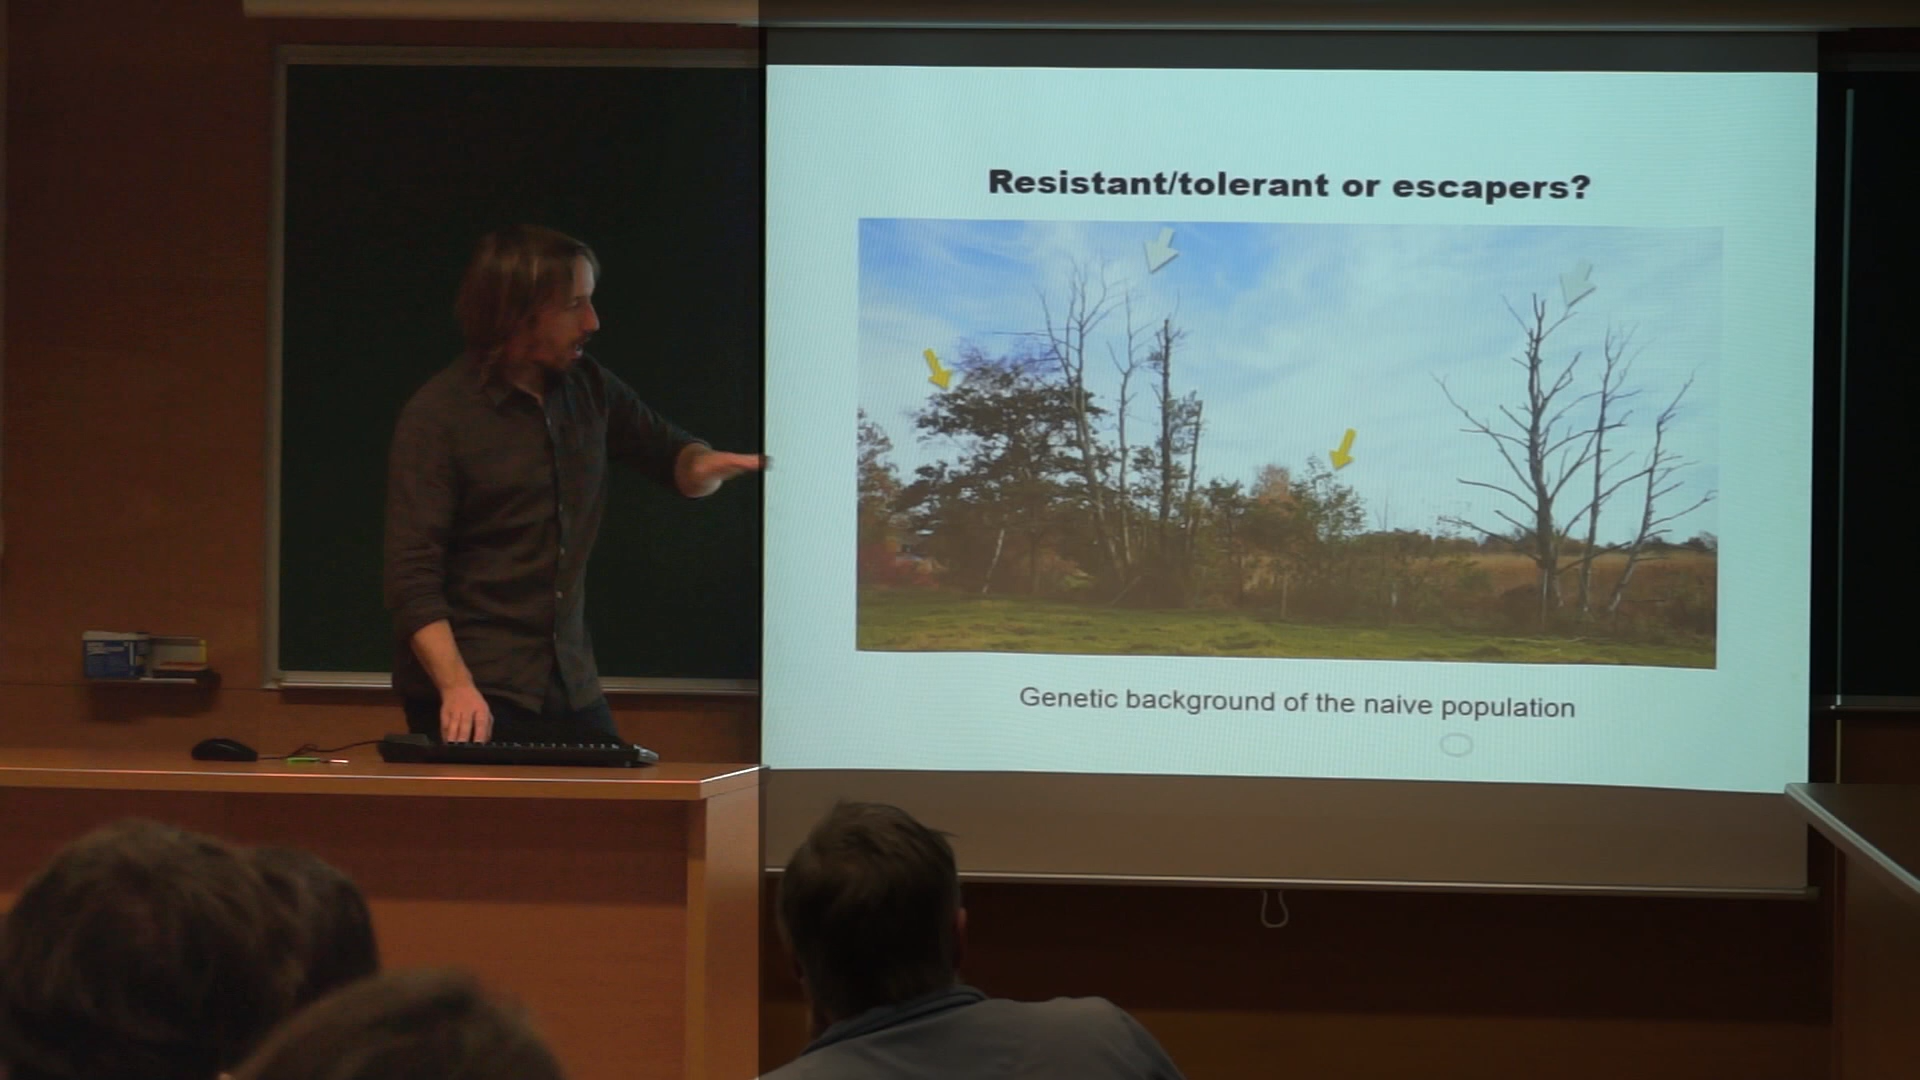 Resistant/tolerant or escapers?
Genetic background of the naive population